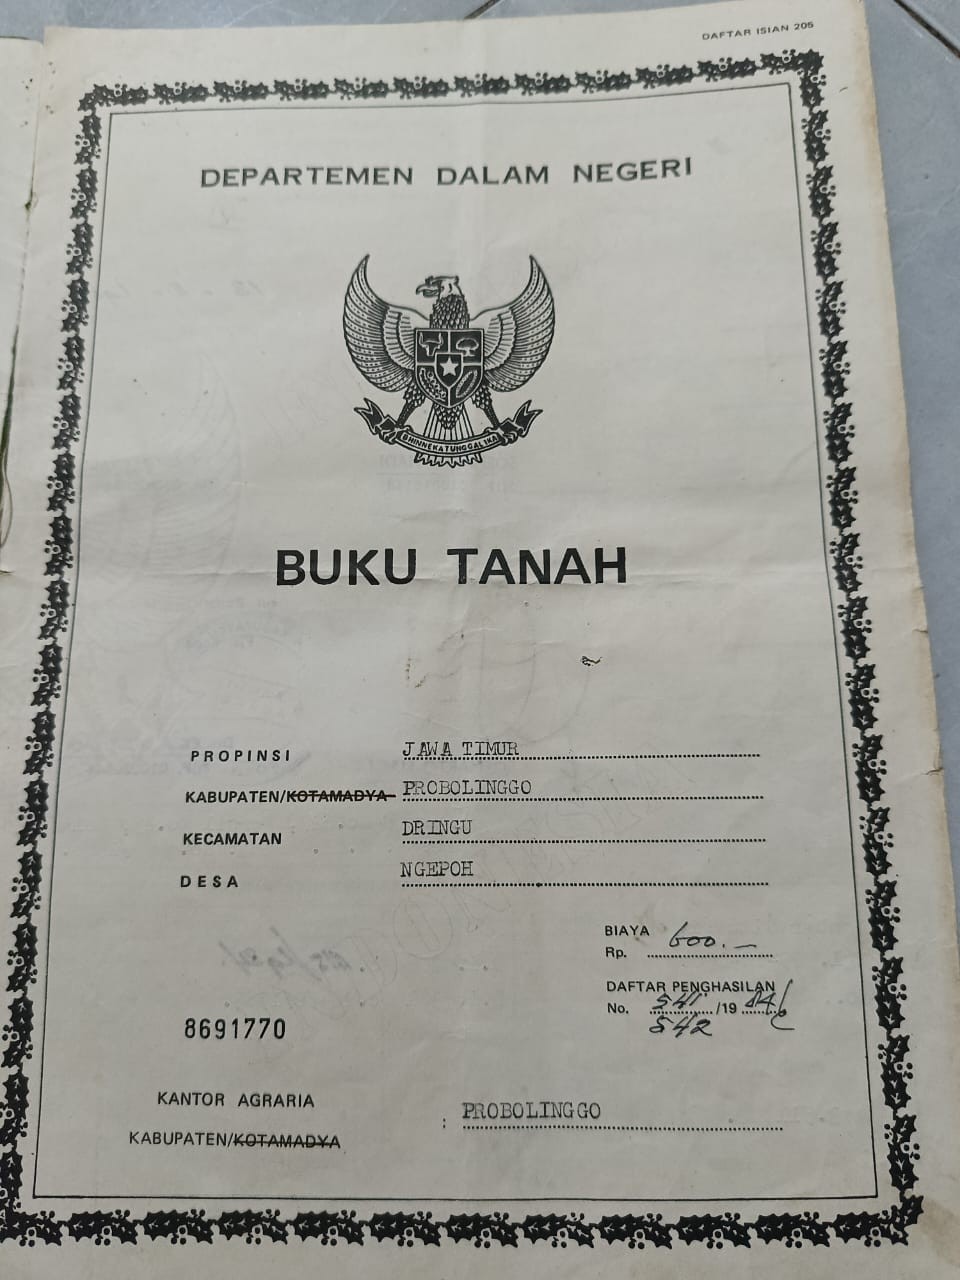 DAFTAR ISIAN 205
DEPARTEMEN DALAM NEGERI
BHINNEKA TUNGGAL IKA
BUKU TANAH
PROPINSI JAWA TIMUR
KABUPATEN/KOTAMADYA PROBOLINGGO
KECAMATAN DRINGU
DESA NGEPOH
BIAYA
Rp. 600.—
DAFTAR PENGHASILAN
No. 541 /19 84
542
8691770
KANTOR AGRARIA
KABUPATEN/KOTAMADYA : PROBOLINGGO